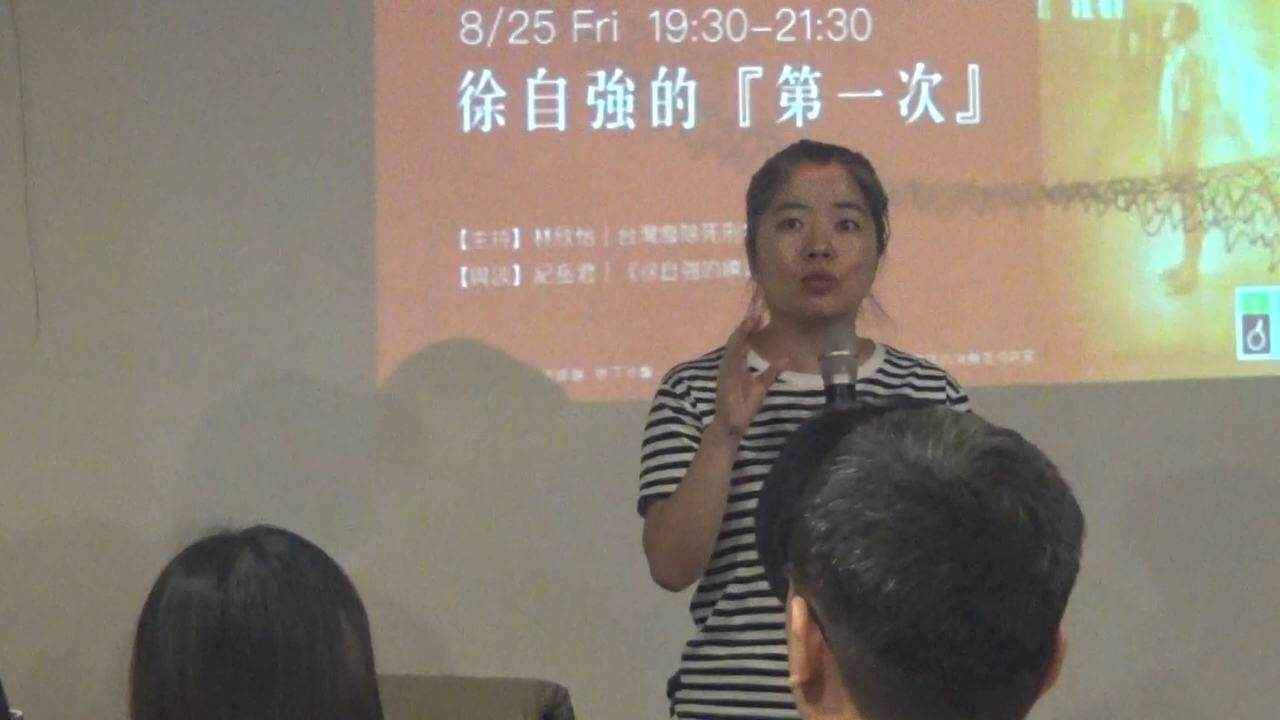 8/25 Fri 19:30-21:30
徐自強的『第一次』
【主持】林欣怡｜台灣廢除死刑
【與談】紀岳君｜《徐自強的練